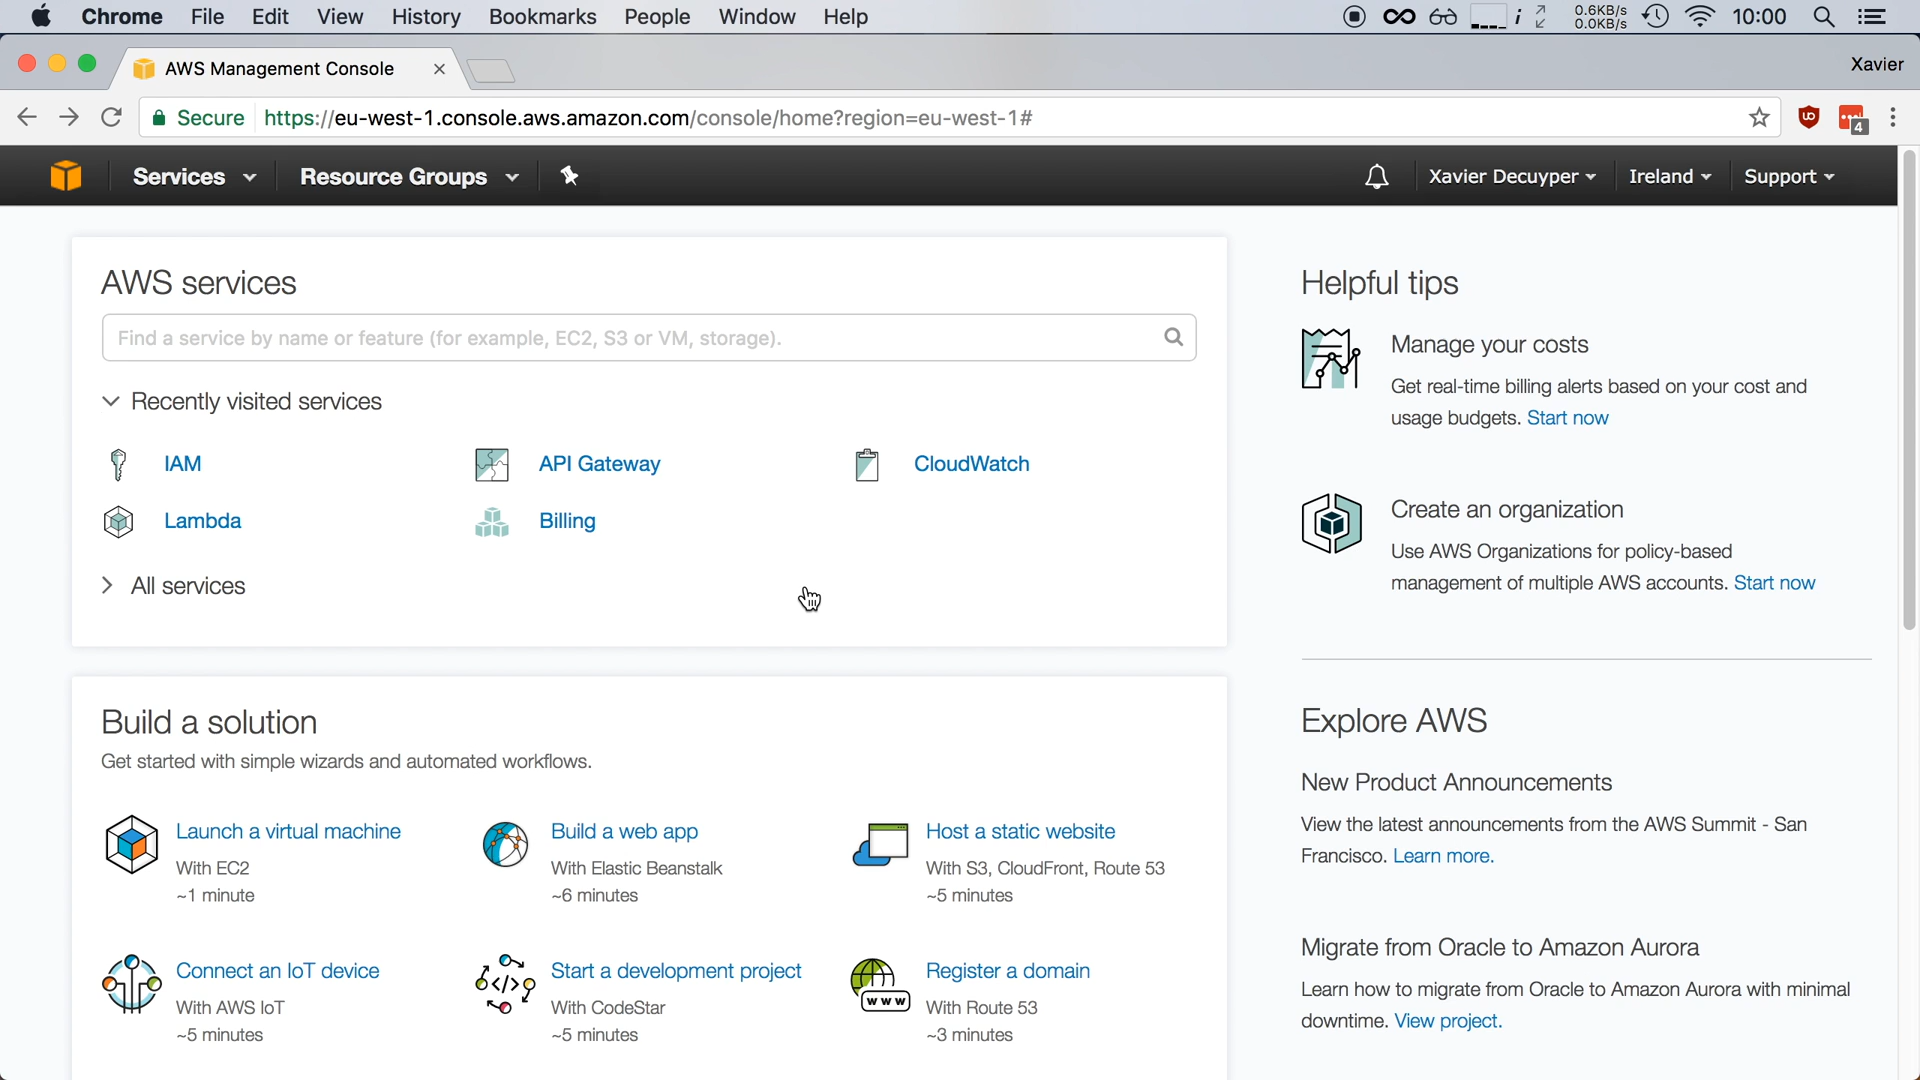 Chrome File Edit View History Bookmarks People Window Help
0.6KB/s
0.0KB/s
10:00
AWS Management Console
Xavier
Secure https://eu-west-1.console.aws.amazon.com/console/home?region=eu-west-1#
4
Services Resource Groups
Xavier Decuyper Ireland Support
AWS services
Find a service by name or feature (for example, EC2, S3 or VM, storage).
Recently visited services
IAM API Gateway CloudWatch
Lambda Billing
All services
Build a solution
Get started with simple wizards and automated workflows.
Launch a virtual machine
With EC2
~1 minute
Build a web app
With Elastic Beanstalk
~6 minutes
Host a static website
With S3, CloudFront, Route 53
~5 minutes
Connect an IoT device
With AWS IoT
~5 minutes
Start a development project
With CodeStar
~5 minutes
www
Register a domain
With Route 53
~3 minutes
Helpful tips
Manage your costs
Get real-time billing alerts based on your cost and
usage budgets. Start now
Create an organization
Use AWS Organizations for policy-based
management of multiple AWS accounts. Start now
Explore AWS
New Product Announcements
View the latest announcements from the AWS Summit - San
Francisco. Learn more.
Migrate from Oracle to Amazon Aurora
Learn how to migrate from Oracle to Amazon Aurora with minimal
downtime. View project.